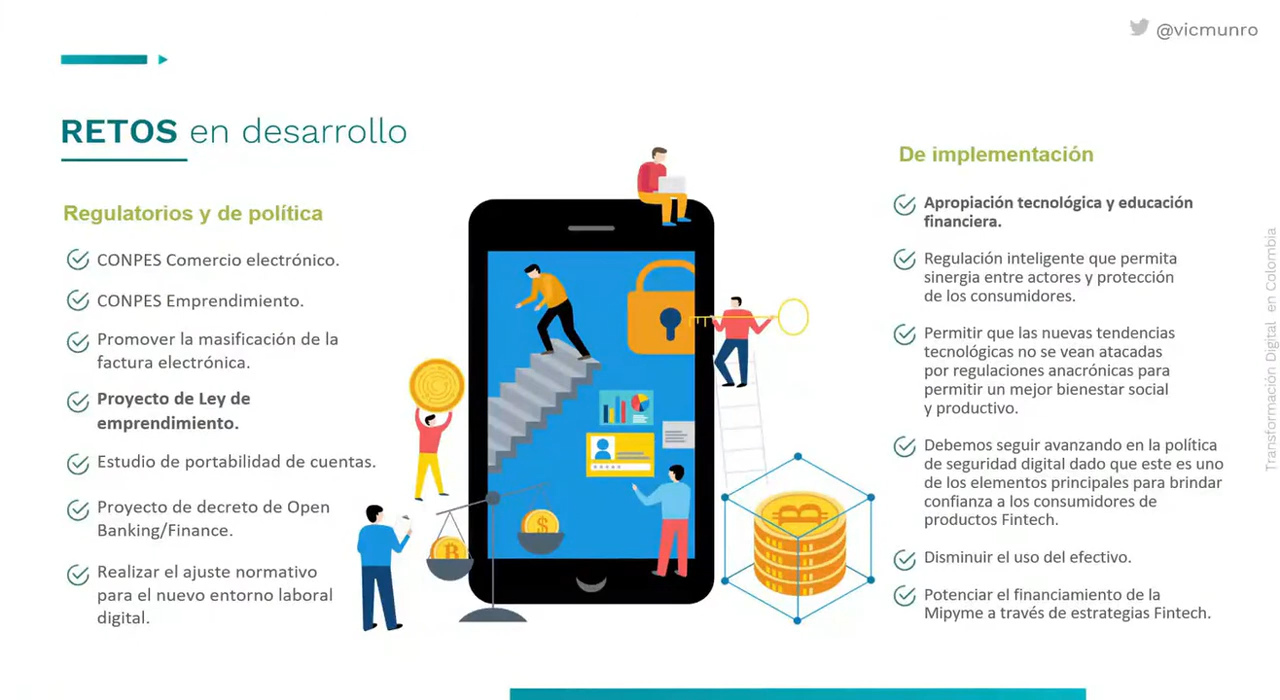 @vicmunro
RETOS en desarrollo
Regulatorios y de política
CONPES Comercio electrónico.
CONPES Emprendimiento.
Promover la masificación de la
factura electrónica.
Proyecto de Ley de
emprendimiento.
Estudio de portabilidad de cuentas.
Proyecto de decreto de Open
Banking/Finance.
Realizar el ajuste normativo
para el nuevo entorno laboral
digital.
De implementación
Apropiación tecnológica y educación
financiera.
Regulación inteligente que permita
sinergia entre actores y protección
de los consumidores.
Permitir que las nuevas tendencias
tecnológicas no se vean atacadas
por regulaciones anacrónicas para
permitir un mejor bienestar social
y productivo.
Debemos seguir avanzando en la política
de seguridad digital dado que este es uno
de los elementos principales para brindar
confianza a los consumidores de
productos Fintech.
Disminuir el uso del efectivo.
Potenciar el financiamiento de la
Mipyme a través de estrategias Fintech.
Transformación Digital en Colombia